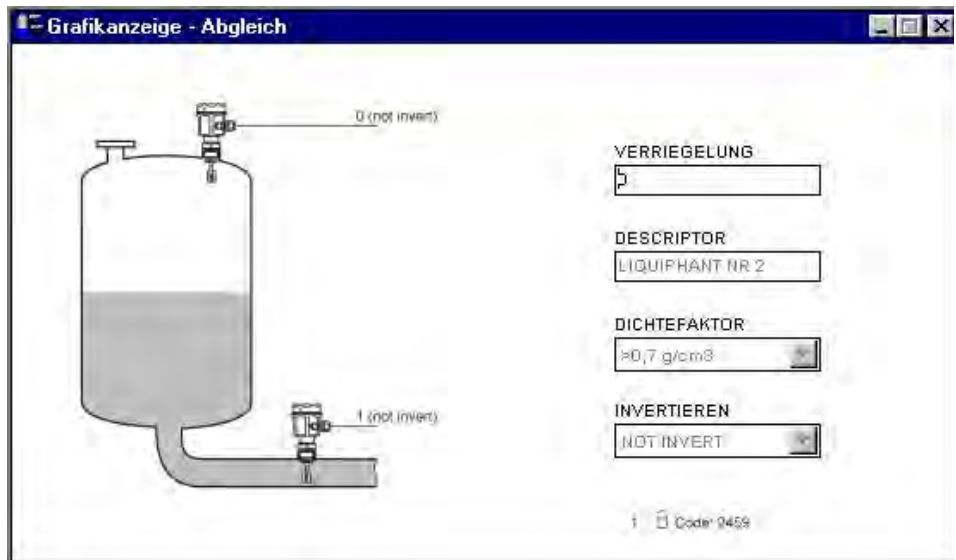 Grafikanzeige - Abgleich
0 (not invert)
VERRIEGELUNG
DESCRIPTOR
LIQUIPHANT NR 2
DICHTEFAKTOR
>0,7 g/cm3
1 (not invert)
INVERTIEREN
NOT INVERT
1 Code: 2459